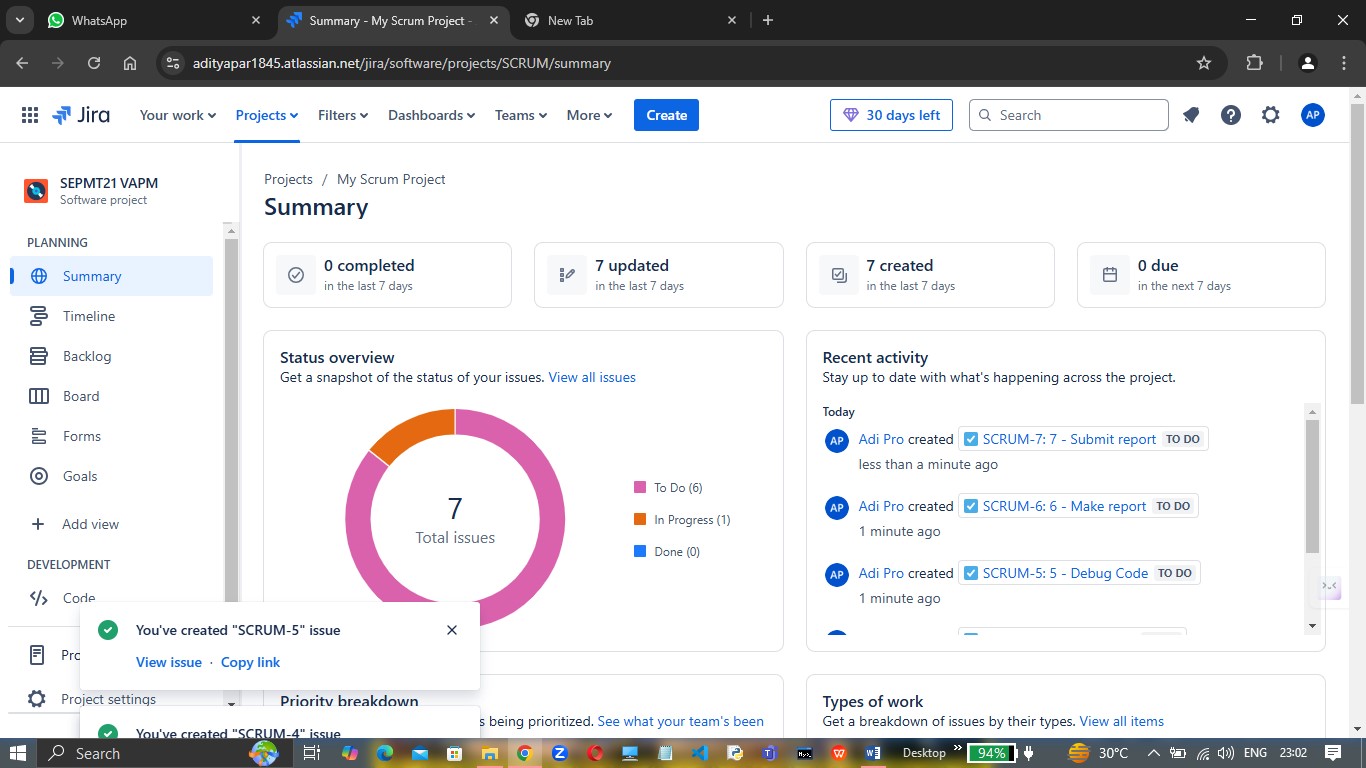 WhatsApp
Summary - My Scrum Project -
New Tab
adityapar1845.atlassian.net/jira/software/projects/SCRUM/summary
Jira
Your work
Projects
Filters
Dashboards
Teams
More
Create
30 days left
Search
AP
SEPMT21 VAPM
Software project
PLANNING
Summary
Timeline
Backlog
Board
Forms
Goals
Add view
DEVELOPMENT
Code
Pro
Project settings
Projects / My Scrum Project
Summary
0 completed
in the last 7 days
7 updated
in the last 7 days
7 created
in the last 7 days
0 due
in the next 7 days
Status overview
Get a snapshot of the status of your issues. View all issues
7
Total issues
To Do (6)
In Progress (1)
Done (0)
Recent activity
Stay up to date with what's happening across the project.
Today
AP Adi Pro created SCRUM-7: 7 - Submit report TO DO
less than a minute ago
AP Adi Pro created SCRUM-6: 6 - Make report TO DO
1 minute ago
AP Adi Pro created SCRUM-5: 5 - Debug Code TO DO
1 minute ago
You've created "SCRUM-5" issue
View issue · Copy link
You've created "SCRUM-4" issue
Priority breakdown
s being prioritized. See what your team's been
Types of work
Get a breakdown of issues by their types. View all items
Search
Desktop
94%
30°C
ENG
23:02